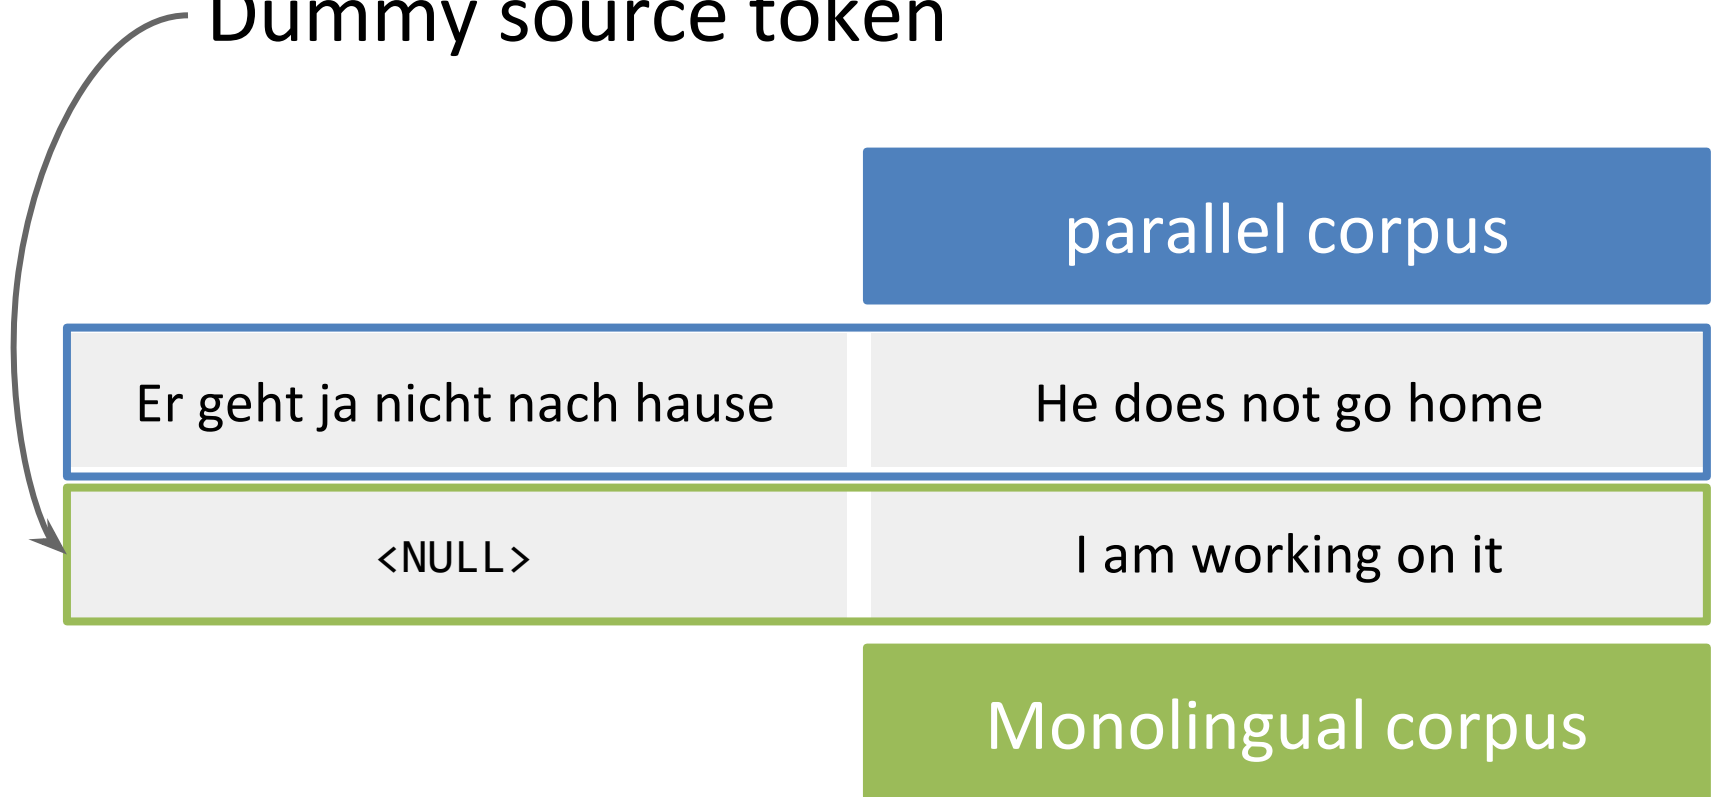 Dummy source token
parallel corpus
Er geht ja nicht nach hause
He does not go home
<NULL>
I am working on it
Monolingual corpus